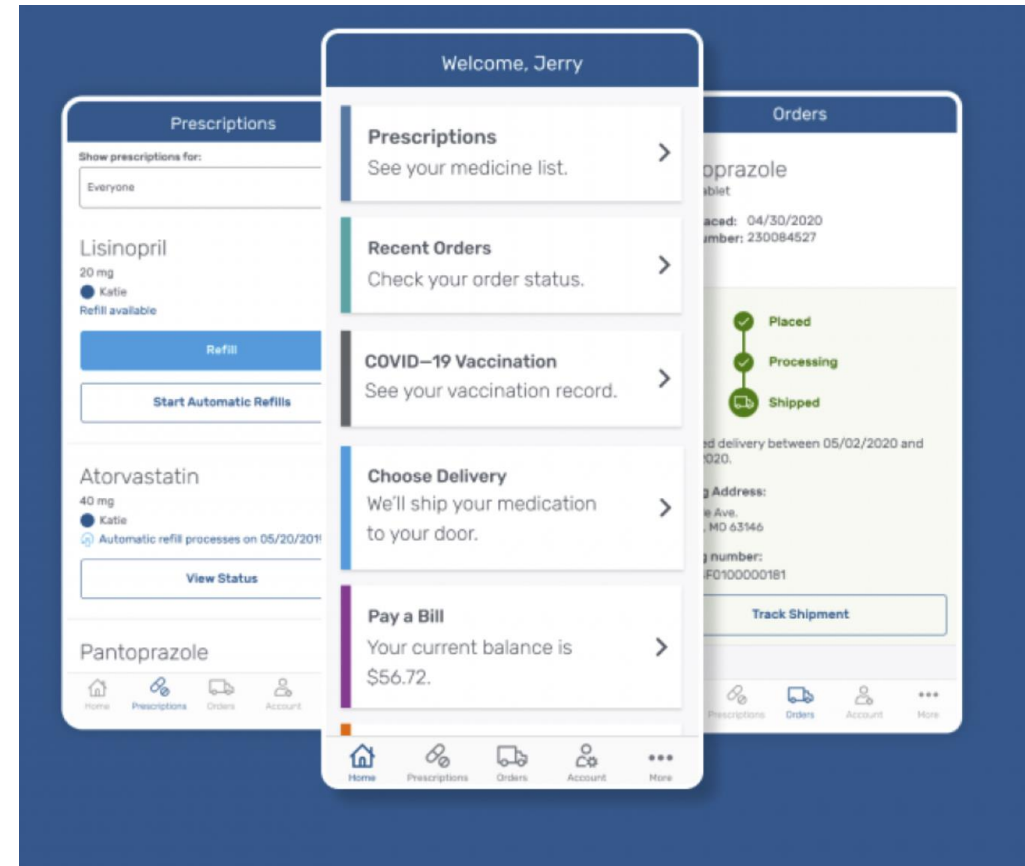 Prescriptions
Show prescriptions for:
Everyone
Lisinopril
20 mg
Katie
Refill available
Refill
Start Automatic Refills
Atorvastatin
40 mg
Katie
Automatic refill processes on 05/20/201
View Status
Pantoprazole
Home Prescriptions Orders Account
Welcome, Jerry
Prescriptions
See your medicine list.
Recent Orders
Check your order status.
COVID–19 Vaccination
See your vaccination record.
Choose Delivery
We'll ship your medication
to your door.
Pay a Bill
Your current balance is
$56.72.
Home Prescriptions Orders Account More
Orders
oprazole
ablet
aced: 04/30/2020
umber: 230084527
Placed
Processing
Shipped
ed delivery between 05/02/2020 and
2020.
g Address:
e Ave.
, MO 63146
g number:
F0100000181
Track Shipment
Prescriptions Orders Account More